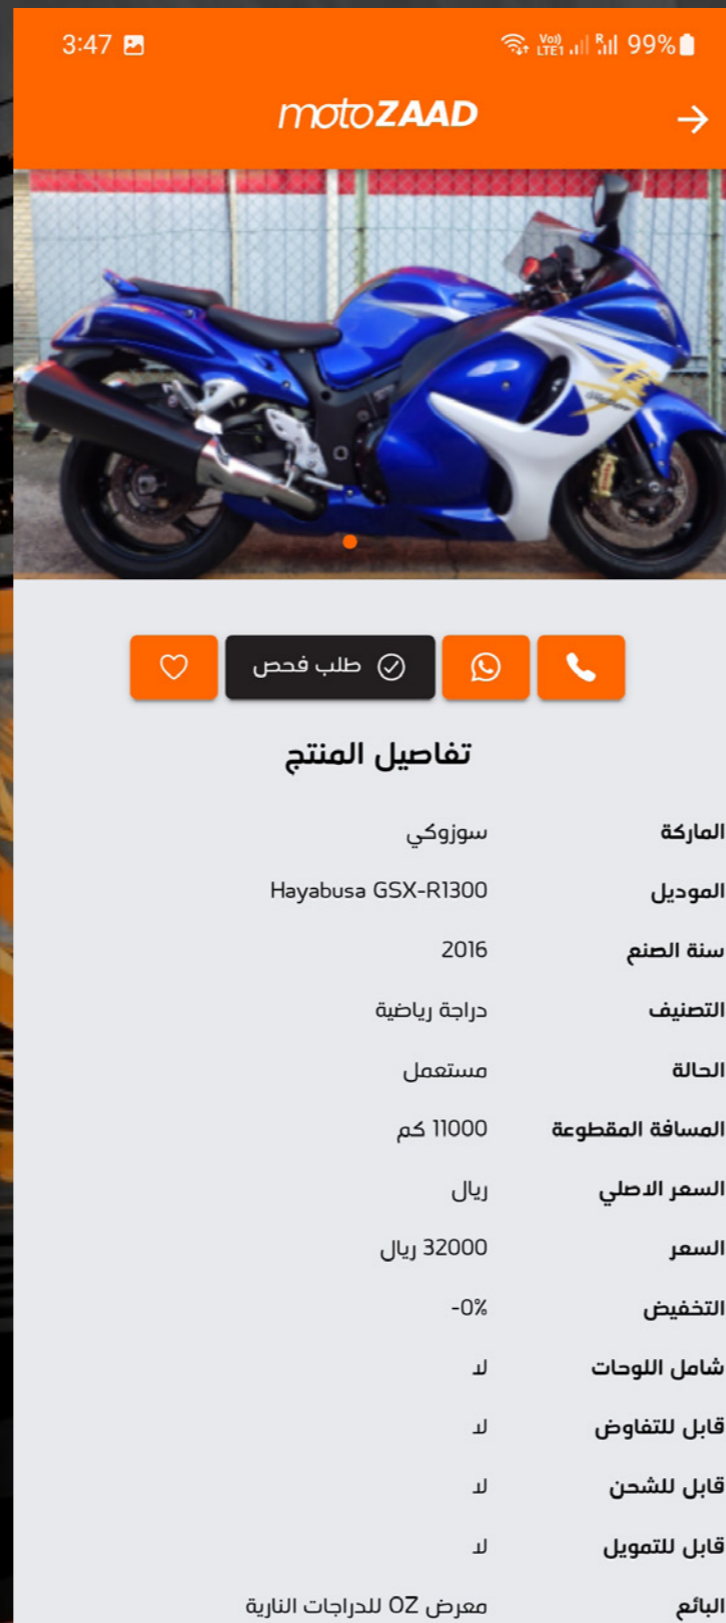 3:47
Vo) R 99%
LTE1
motoZAAD
طلب فحص
تفاصيل المنتج
الماركة سوزوكي
الموديل Hayabusa GSX-R1300
سنة الصنع 2016
التصنيف دراجة رياضية
الحالة مستعمل
المسافة المقطوعة 11000 كم
السعر الاصلي ريال
السعر 32000 ريال
التخفيض -0%
شامل اللوحات لا
قابل للتفاوض لا
قابل للشحن لا
قابل للتمويل لا
البائع معرض OZ للدراجات النارية